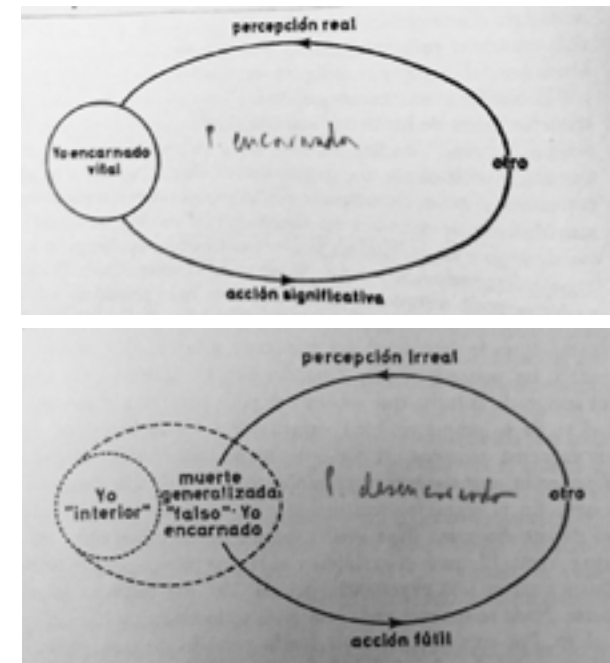 percepción real
Yo encarnado
vital
P. encarnada
otro
acción significativa
percepción irreal
Yo
"interior"
muerte
generalizada:
"falso"-Yo
encarnado
P. desencarnada
otro
acción fútil